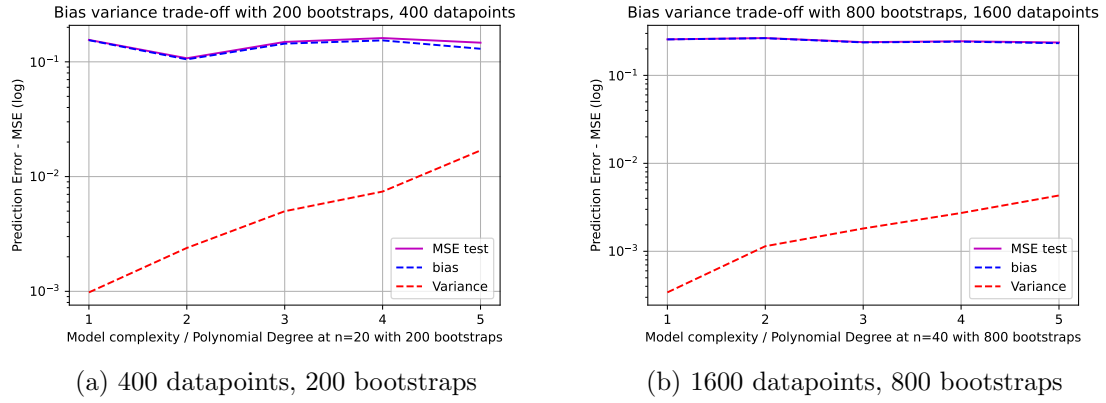 Bias variance trade-off with 200 bootstraps, 400 datapoints
Prediction Error - MSE (log)
10⁻¹
10⁻²
10⁻³
MSE test
bias
Variance
1 2 3 4 5
Model complexity / Polynomial Degree at n=20 with 200 bootstraps
(a) 400 datapoints, 200 bootstraps
Bias variance trade-off with 800 bootstraps, 1600 datapoints
Prediction Error - MSE (log)
10⁻¹
10⁻²
10⁻³
MSE test
bias
Variance
1 2 3 4 5
Model complexity / Polynomial Degree at n=40 with 800 bootstraps
(b) 1600 datapoints, 800 bootstraps